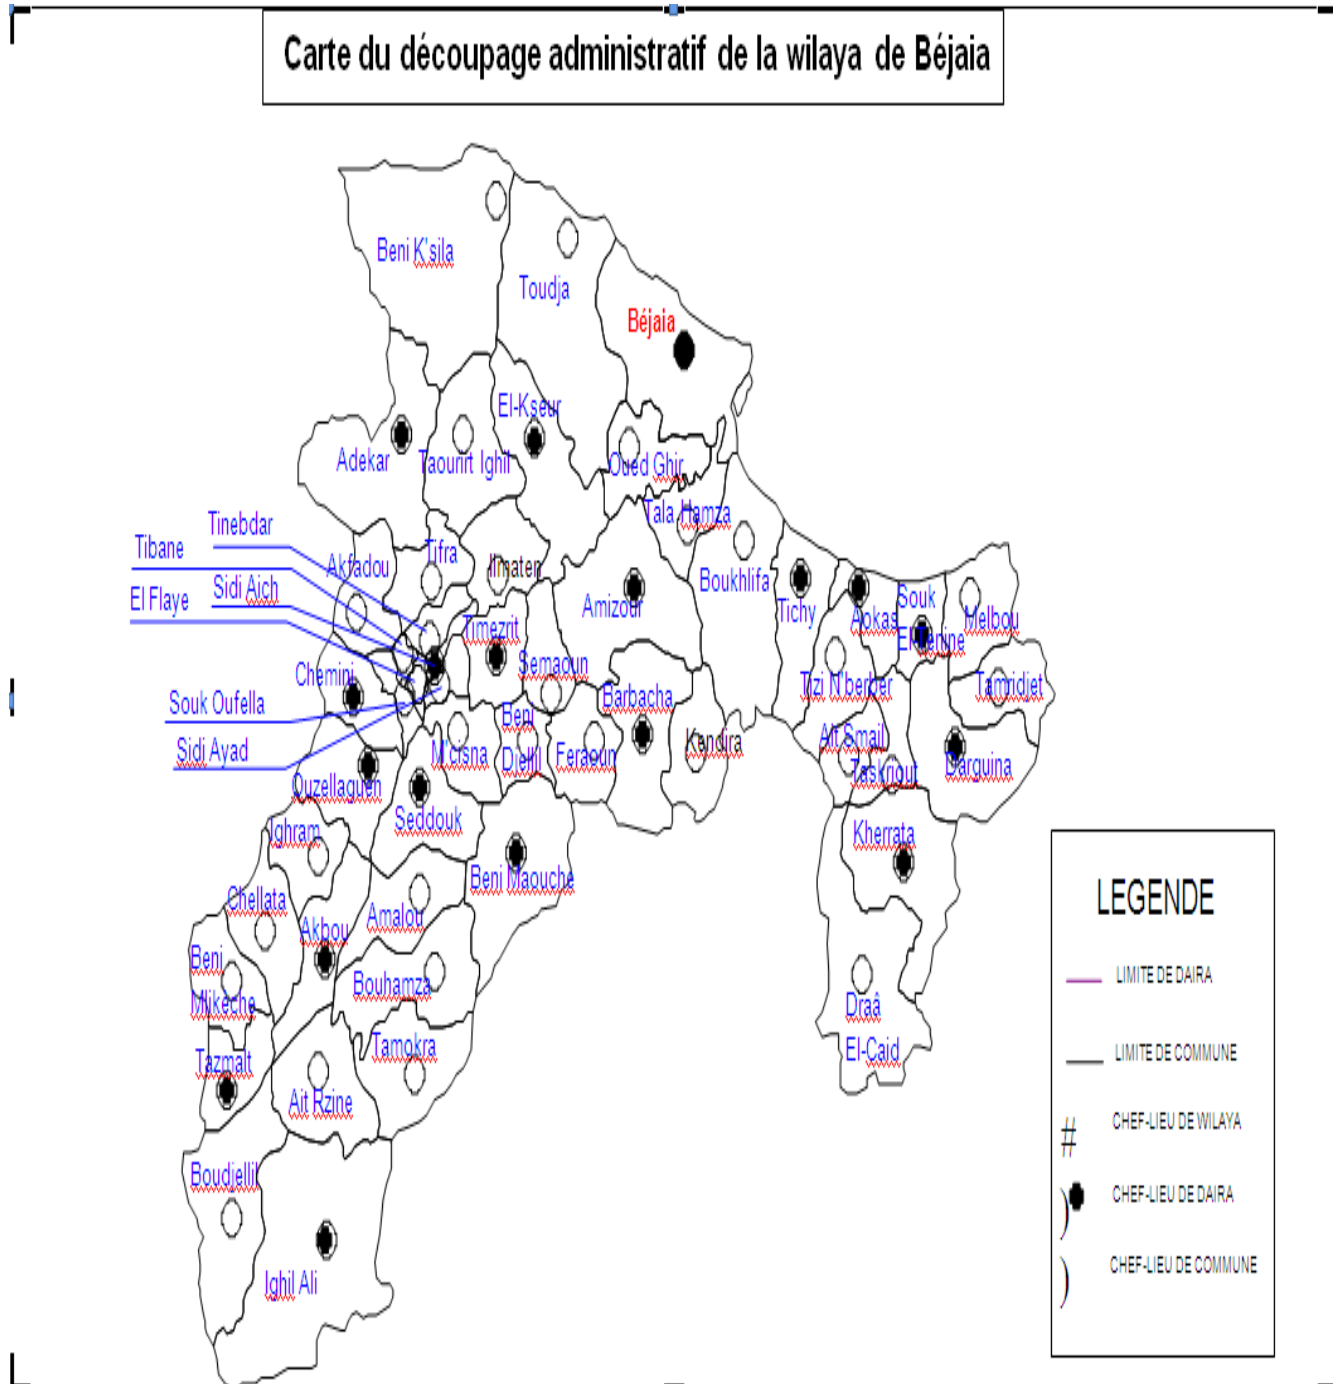 Carte du découpage administratif de la wilaya de Béjaia
Beni K'sila
Toudja
Béjaia
El-Kseur
Adekar
Taourirt Ighil
Oued Ghir
Tala Hamza
Tinebdar
Tibane
Akfadou
Tifra
Ilmaten
Sidi Aich
El Flaye
Boukhlifa
Amizour
Tichy
Aokas
Souk
El Tenine
Melbou
Timezrit
Semaoun
Chemini
Barbacha
Tizi N'berber
Tamridjet
Souk Oufella
Sidi Ayad
M'cisna
Beni
Djellil
Feraoun
Kendira
Ait Smail
Taskriout
Darguina
Ouzellaguen
Seddouk
Ighram
Beni Maouche
Kherrata
Chellata
Akbou
Amalou
Beni
Mlikeche
Bouhamza
Draâ
El-Caid
Tazmalt
Tamokra
Ait Rzine
Boudjellil
Ighil Ali
LEGENDE
LIMITE DE DAIRA
LIMITE DE COMMUNE
# CHEF-LIEU DE WILAYA
) CHEF-LIEU DE DAIRA
) CHEF-LIEU DE COMMUNE